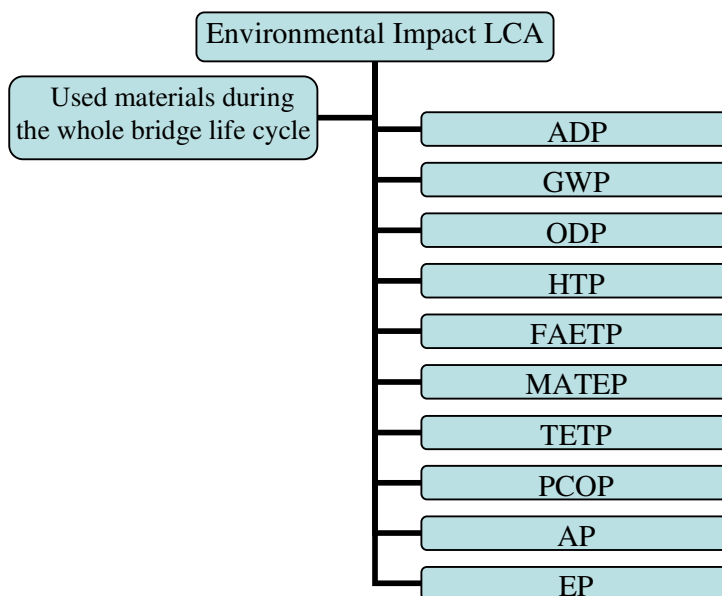 Environmental Impact LCA
Used materials during
the whole bridge life cycle
ADP
GWP
ODP
HTP
FAETP
MATEP
TETP
PCOP
AP
EP